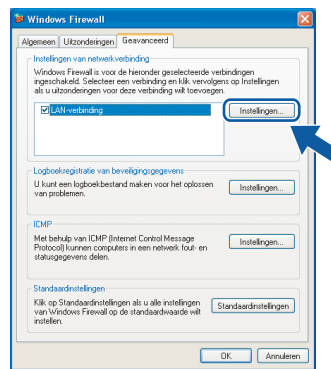 Windows Firewall
Algemeen Uitzonderingen Geavanceerd
Instellingen van netwerkverbinding
Windows Firewall is voor de hieronder geselecteerde verbindingen
ingeschakeld. Selecteer een verbinding en klik vervolgens op Instellingen
als u uitzonderingen voor deze verbinding wilt toevoegen.
LAN-verbinding
Instellingen...
Logboekregistratie van beveiligingsgegevens
U kunt een logboekbestand maken voor het oplossen
van problemen.
Instellingen...
ICMP
Met behulp van ICMP (Internet Control Message
Protocol) kunnen computers in een netwerk fout- en
statusgegevens delen.
Instellingen...
Standaardinstellingen
Klik op Standaardinstellingen als u alle instellingen
van Windows Firewall op de standaardwaarde wilt
instellen.
Standaardinstellingen
OK Annuleren